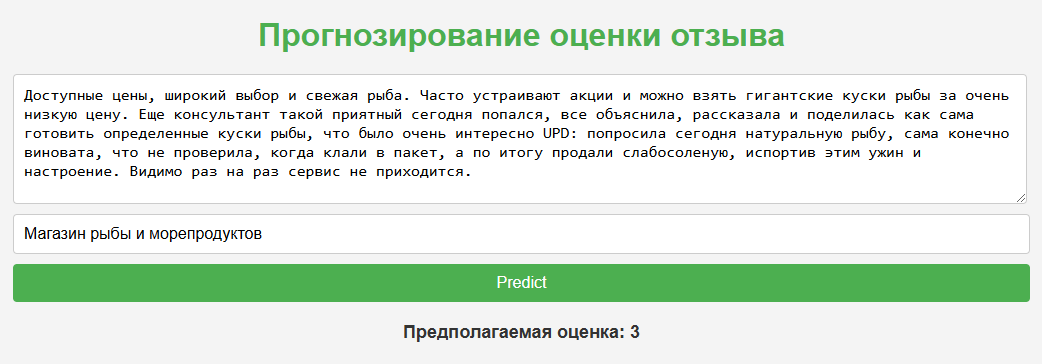 Прогнозирование оценки отзыва
Доступные цены, широкий выбор и свежая рыба. Часто устраивают акции и можно взять гигантские куски рыбы за очень
низкую цену. Еще консультант такой приятный сегодня попался, все объяснила, рассказала и поделилась как сама
готовить определенные куски рыбы, что было очень интересно UPD: попросила сегодня натуральную рыбу, сама конечно
виновата, что не проверила, когда клали в пакет, а по итогу продали слабосоленую, испортив этим ужин и
настроение. Видимо раз на раз сервис не приходится.
Магазин рыбы и морепродуктов
Predict
Предполагаемая оценка: 3